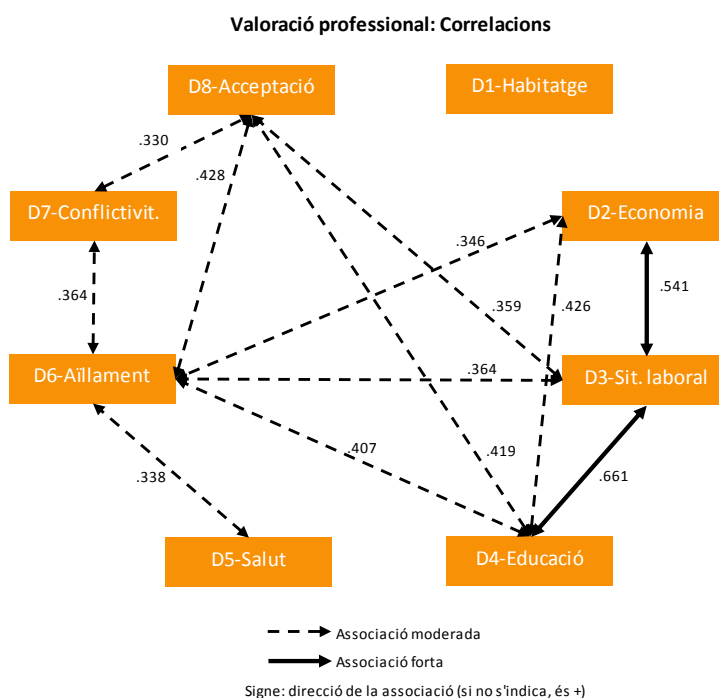 Valoració professional: Correlacions
D8-Acceptació
D1-Habitatge
.330
.428
D7-Conflictivit.
D2-Economia
.346
.364
.359
.426
.541
D6-Aïllament
.364
D3-Sit. laboral
.407
.419
.338
.661
D5-Salut
D4-Educació
Associació moderada
Associació forta
Signe: direcció de la associació (si no s'indica, és +)